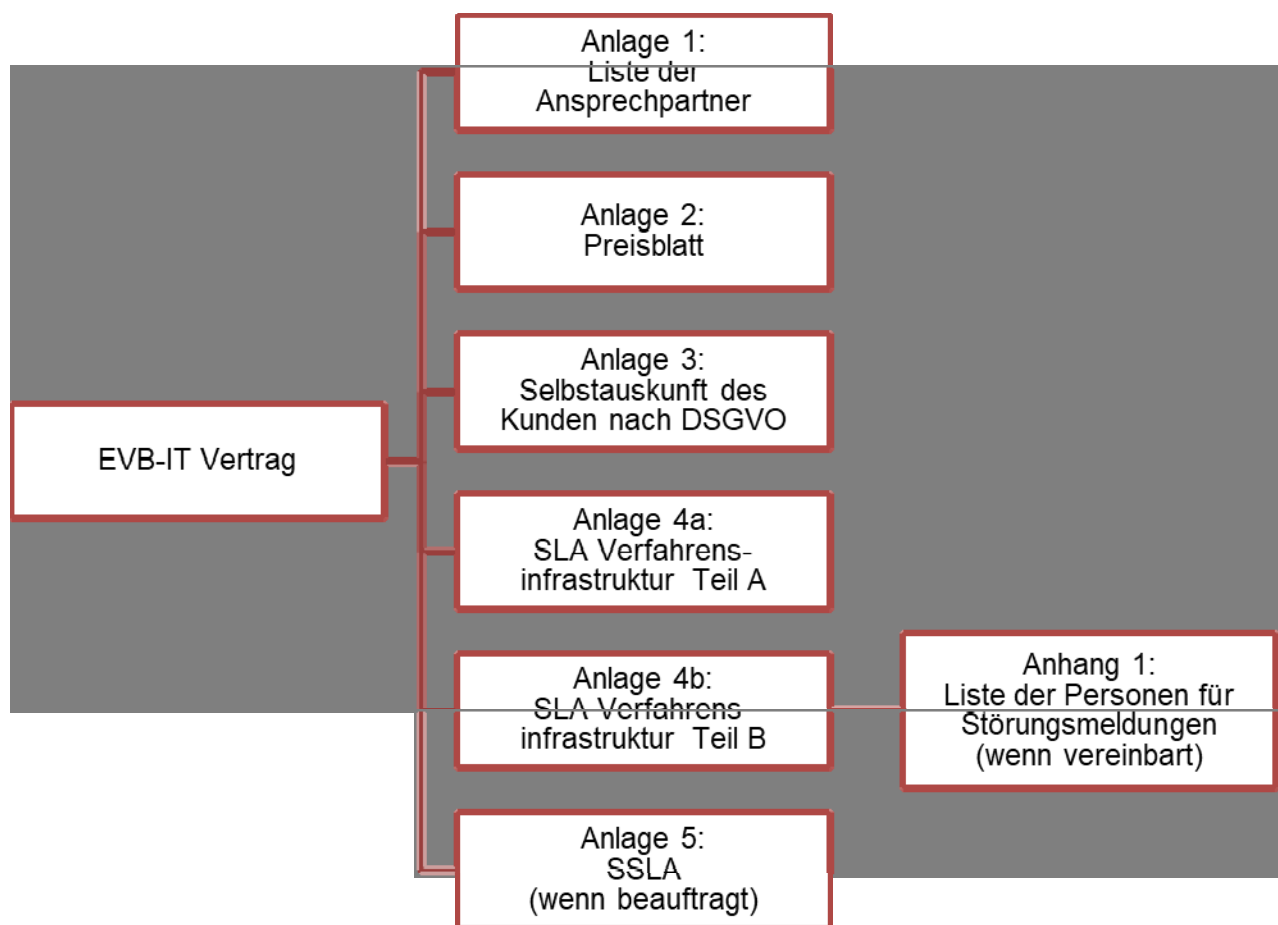 Anlage 1:
Liste der
Ansprechpartner
Anlage 2:
Preisblatt
Anlage 3:
Selbstauskunft des
Kunden nach DSGVO
EVB-IT Vertrag
Anlage 4a:
SLA Verfahrens-
infrastruktur Teil A
Anlage 4b:
SLA Verfahrens-
infrastruktur Teil B
Anhang 1:
Liste der Personen für
Störungsmeldungen
(wenn vereinbart)
Anlage 5:
SSLA
(wenn beauftragt)